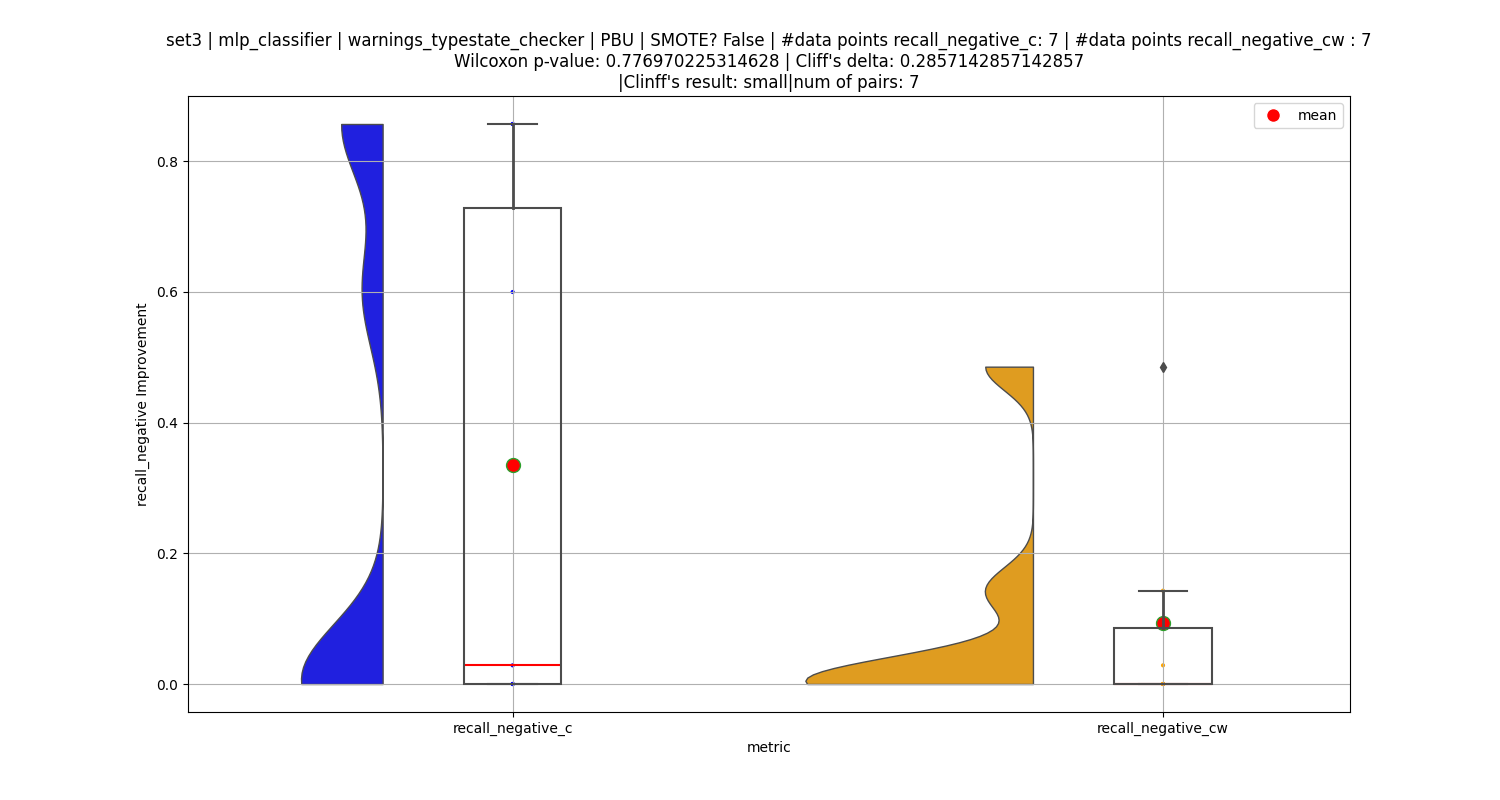 set3 | mlp_classifier | warnings_typestate_checker | PBU | SMOTE? False | #data points recall_negative_c: 7 | #data points recall_negative_cw : 7
Wilcoxon p-value: 0.776970225314628 | Cliff's delta: 0.2857142857142857
|Clinff's result: small|num of pairs: 7
mean
0.8
0.6
0.4
0.2
0.0
recall_negative Improvement
recall_negative_c
recall_negative_cw
metric